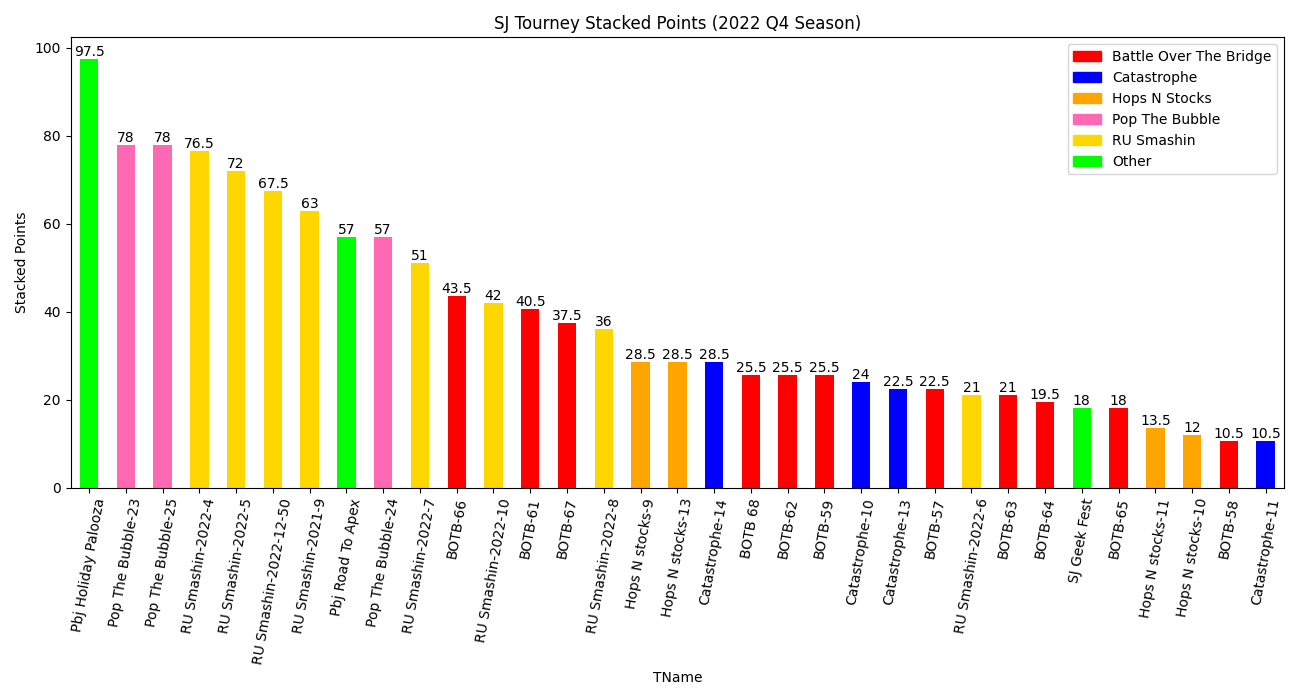 SJ Tourney Stacked Points (2022 Q4 Season)
Stacked Points
100
80
60
40
20
0
97.5
78
78
76.5
72
67.5
63
57
57
51
43.5
42
40.5
37.5
36
28.5
28.5
28.5
25.5
25.5
25.5
24
22.5
22.5
21
21
19.5
18
18
13.5
12
10.5
10.5
Battle Over The Bridge
Catastrophe
Hops N Stocks
Pop The Bubble
RU Smashin
Other
Pbj Holiday Palooza
Pop The Bubble-23
Pop The Bubble-25
RU Smashin-2022-4
RU Smashin-2022-5
RU Smashin-2022-12-50
RU Smashin-2021-9
Pbj Road To Apex
Pop The Bubble-24
RU Smashin-2022-7
BOTB-66
RU Smashin-2022-10
BOTB-61
BOTB-67
RU Smashin-2022-8
Hops N stocks-9
Hops N stocks-13
Catastrophe-14
BOTB 68
BOTB-62
BOTB-59
Catastrophe-10
Catastrophe-13
BOTB-57
RU Smashin-2022-6
BOTB-63
BOTB-64
SJ Geek Fest
BOTB-65
Hops N stocks-11
Hops N stocks-10
BOTB-58
Catastrophe-11
TName